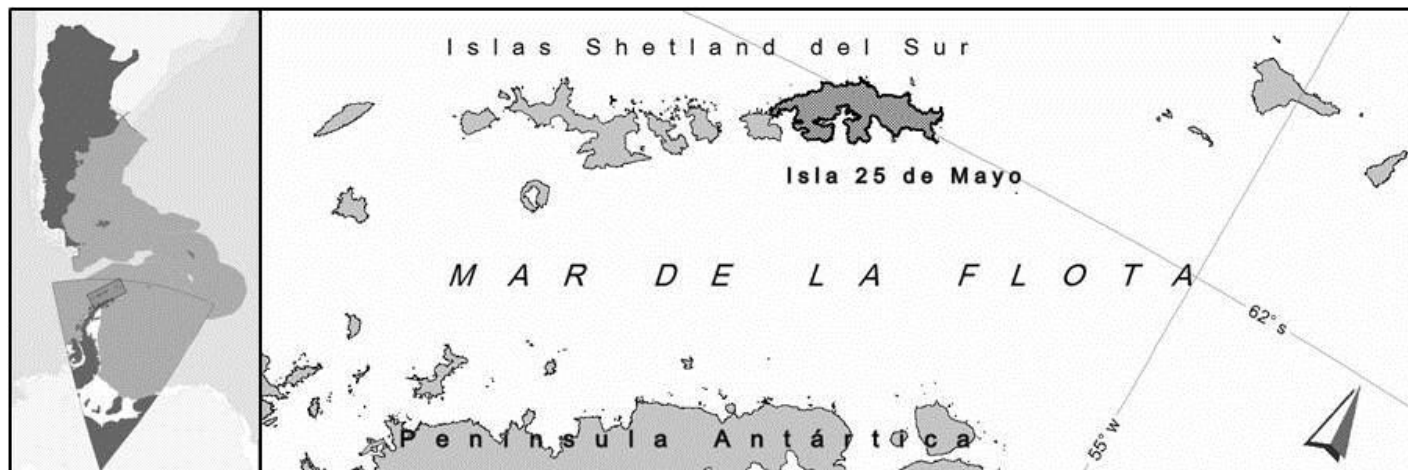 Islas Shetland del Sur
Isla 25 de Mayo
MAR DE LA FLOTA
62° S
Península Antártica
55° W